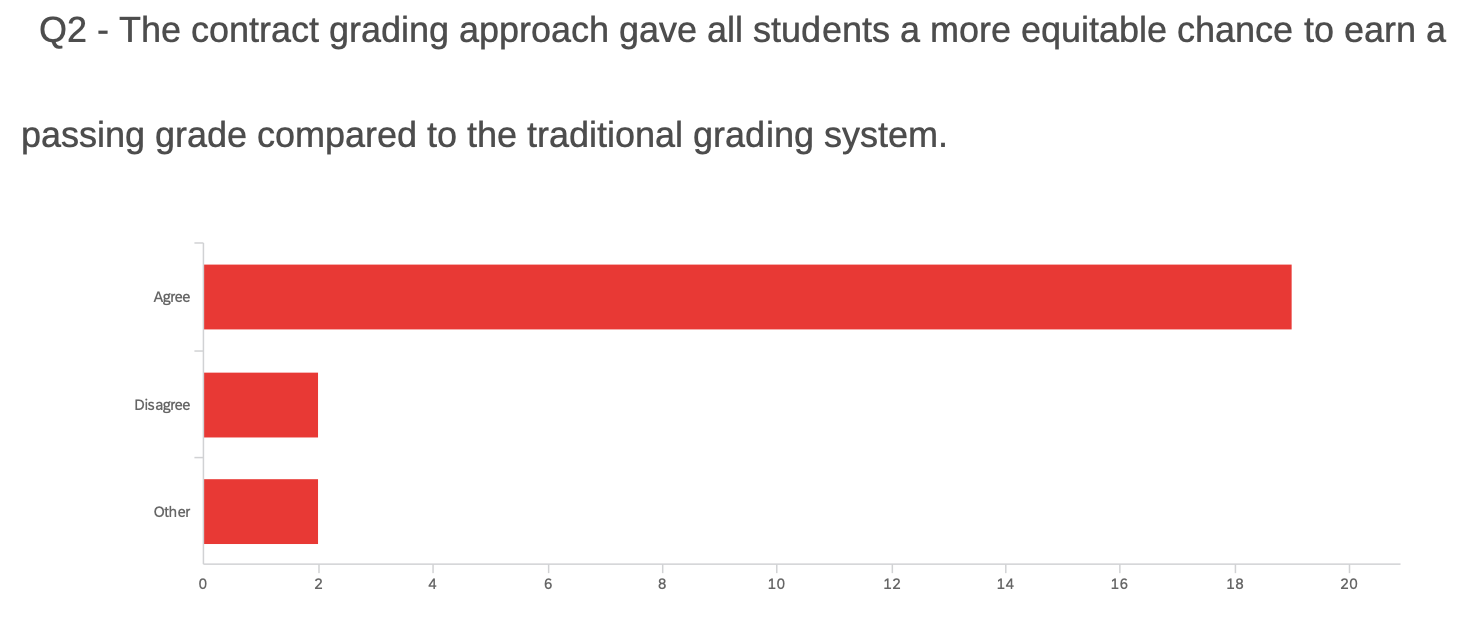 Q2 - The contract grading approach gave all students a more equitable chance to earn a
passing grade compared to the traditional grading system.
Agree
Disagree
Other
0 2 4 6 8 10 12 14 16 18 20